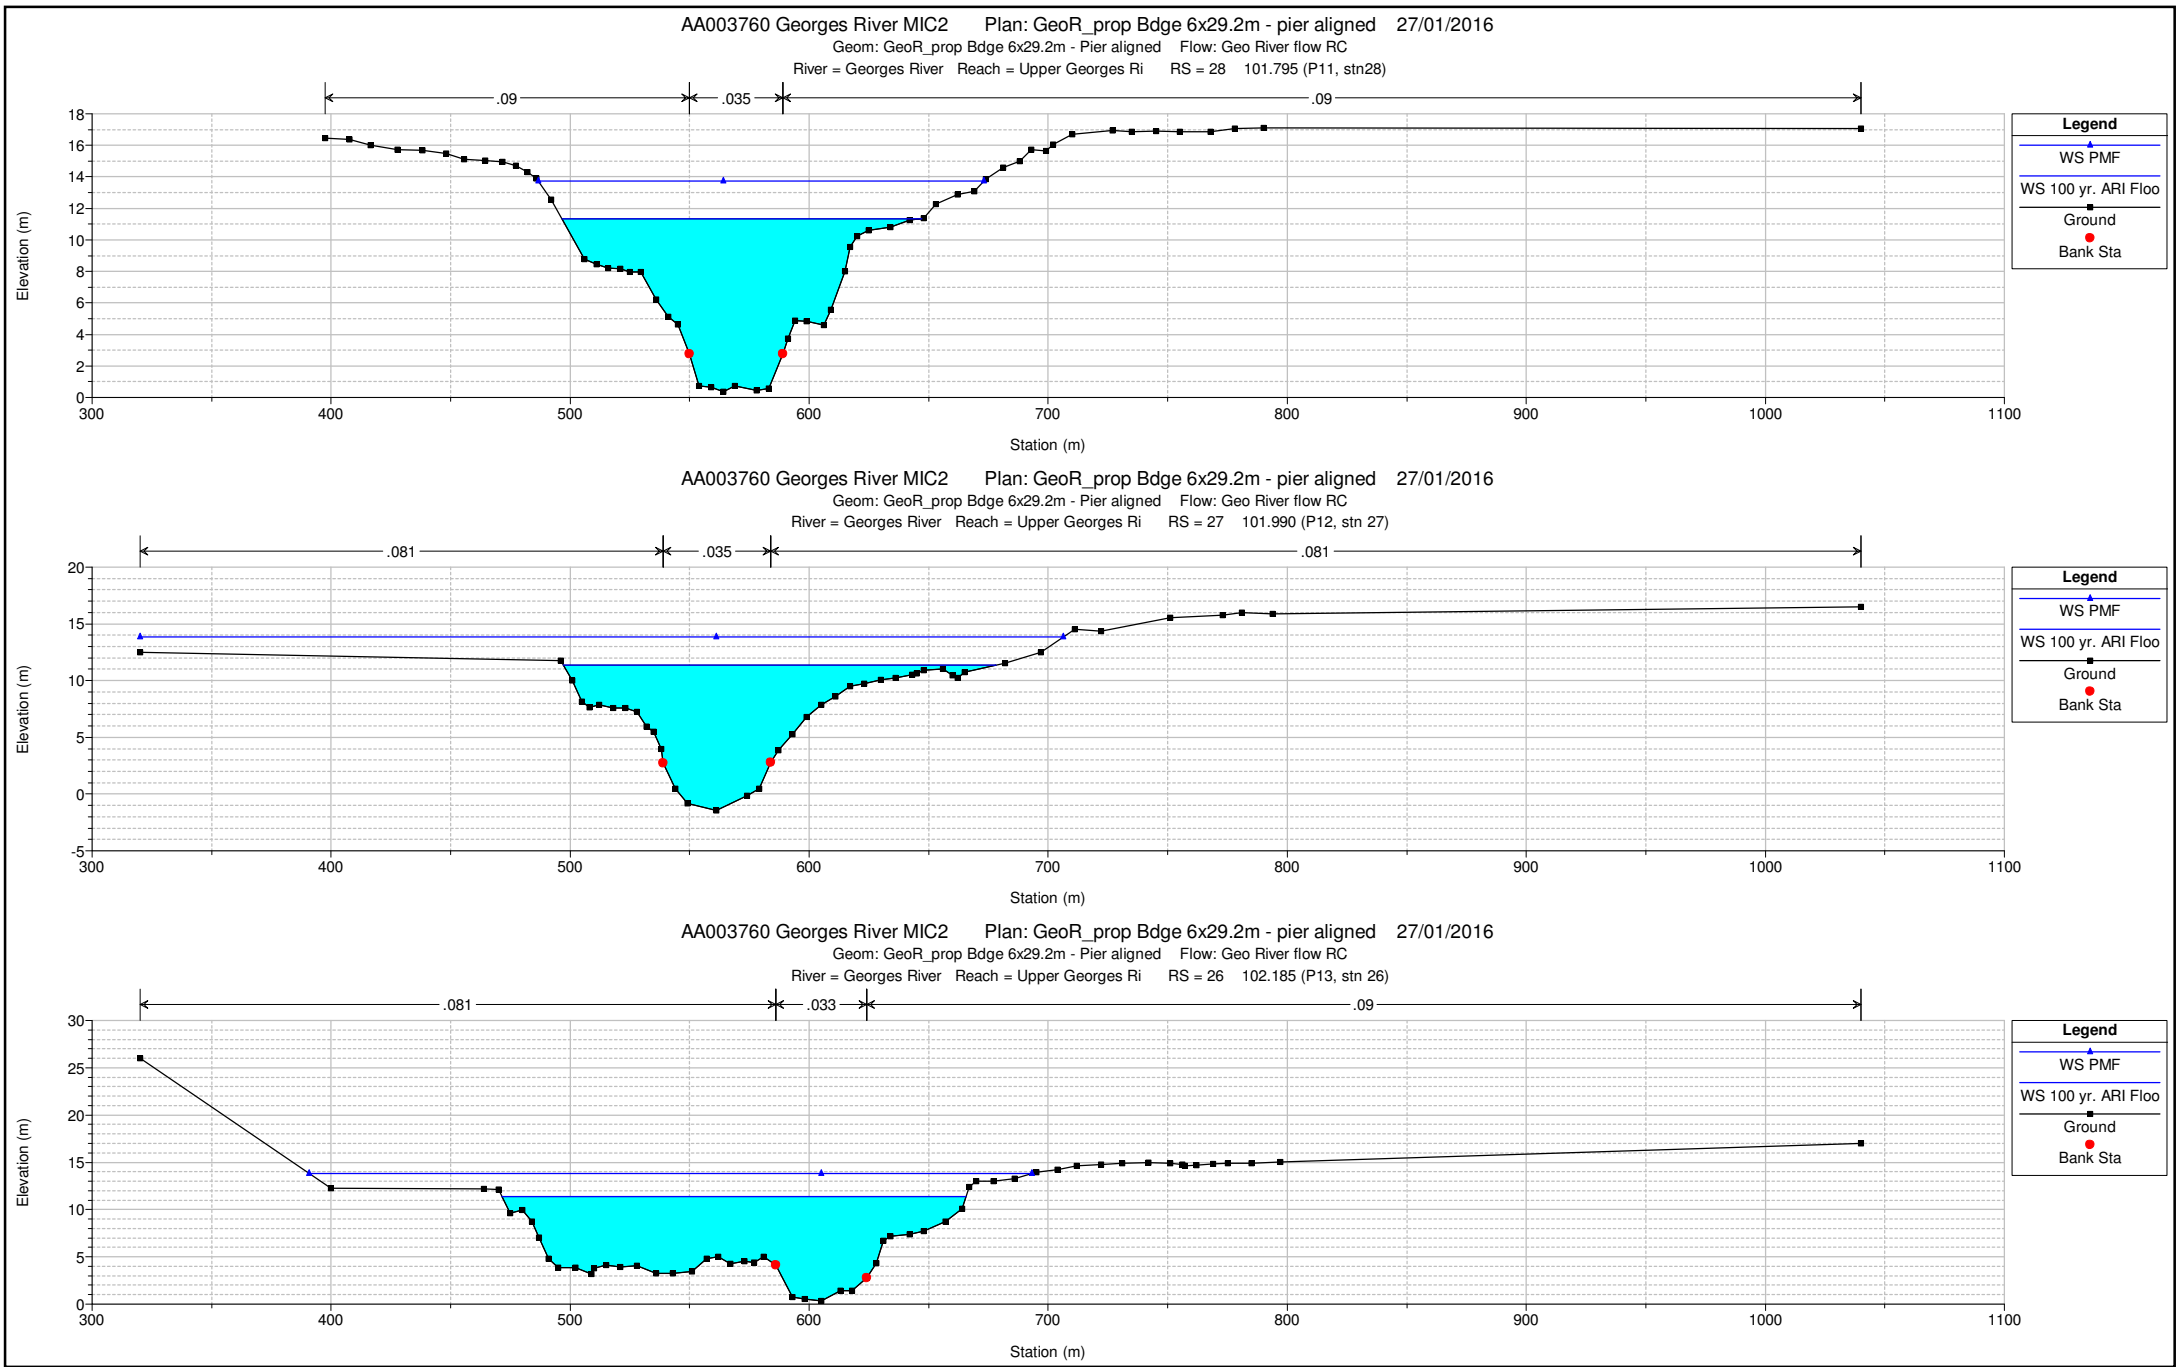 AA003760 Georges River MIC2 Plan: GeoR_prop Bdge 6x29.2m - pier aligned 27/01/2016
Geom: GeoR_prop Bdge 6x29.2m - Pier aligned Flow: Geo River flow RC
River = Georges River Reach = Upper Georges Ri RS = 28 101.795 (P11, stn28)
.09 .035 .09
18
16
14
12
10
8
6
4
2
0
Elevation (m)
300 400 500 600 700 800 900 1000 1100
Station (m)
Legend
WS PMF
WS 100 yr. ARI Floo
Ground
Bank Sta
AA003760 Georges River MIC2 Plan: GeoR_prop Bdge 6x29.2m - pier aligned 27/01/2016
Geom: GeoR_prop Bdge 6x29.2m - Pier aligned Flow: Geo River flow RC
River = Georges River Reach = Upper Georges Ri RS = 27 101.990 (P12, stn 27)
.081 .035 .081
20
15
10
5
0
-5
Elevation (m)
300 400 500 600 700 800 900 1000 1100
Station (m)
Legend
WS PMF
WS 100 yr. ARI Floo
Ground
Bank Sta
AA003760 Georges River MIC2 Plan: GeoR_prop Bdge 6x29.2m - pier aligned 27/01/2016
Geom: GeoR_prop Bdge 6x29.2m - Pier aligned Flow: Geo River flow RC
River = Georges River Reach = Upper Georges Ri RS = 26 102.185 (P13, stn 26)
.081 .033 .09
30
25
20
15
10
5
0
Elevation (m)
300 400 500 600 700 800 900 1000 1100
Station (m)
Legend
WS PMF
WS 100 yr. ARI Floo
Ground
Bank Sta